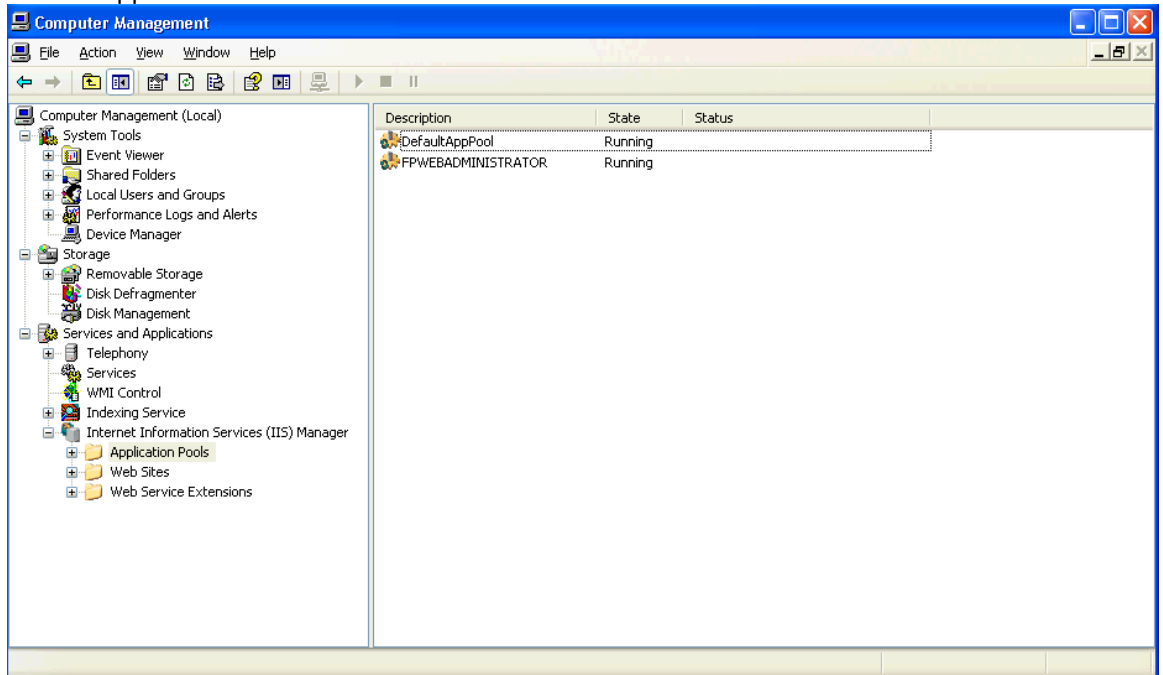 Computer Management
File Action View Window Help
Computer Management (Local)
System Tools
Event Viewer
Shared Folders
Local Users and Groups
Performance Logs and Alerts
Device Manager
Storage
Removable Storage
Disk Defragmenter
Disk Management
Services and Applications
Telephony
Services
WMI Control
Indexing Service
Internet Information Services (IIS) Manager
Application Pools
Web Sites
Web Service Extensions
Description State Status
DefaultAppPool Running
FPWEBADMINISTRATOR Running